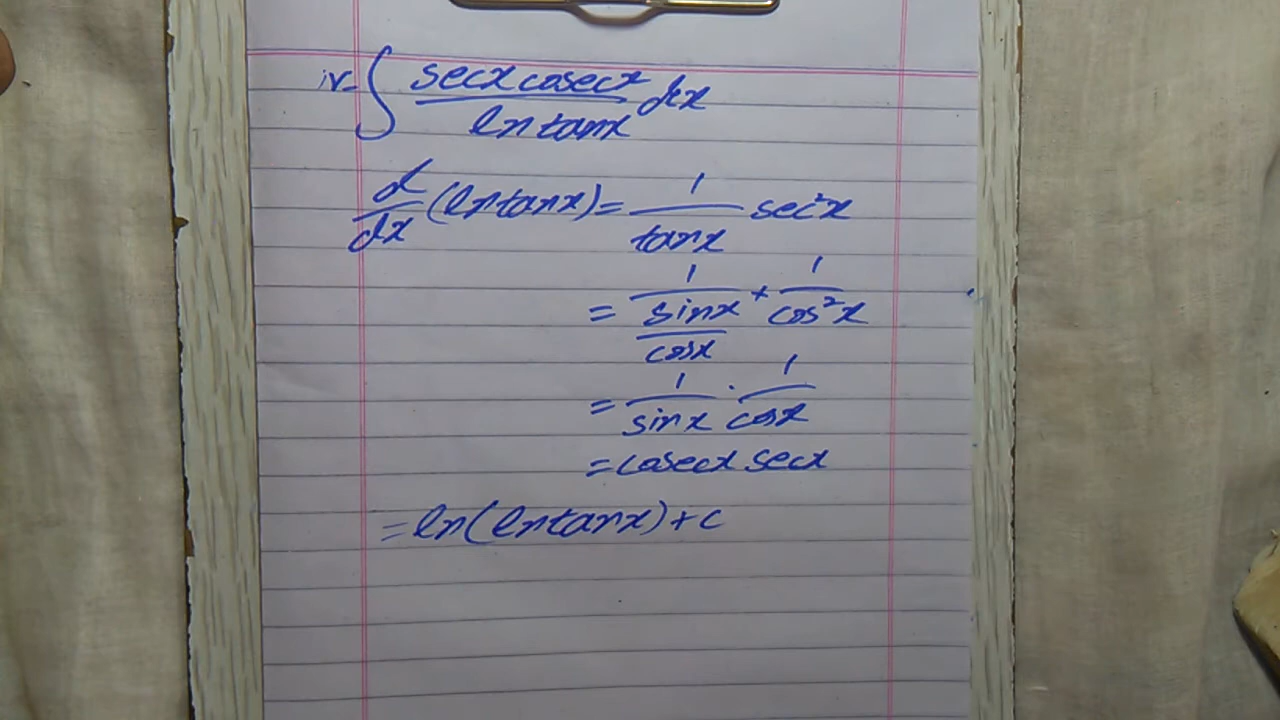 iv- ∫ secx cosecx / ln tanx dx
d/dx (ln tanx) = 1/tanx sec²x
= 1/(sinx/cosx) × 1/cos²x
= 1/sinx · 1/cosx
= cosecx secx
= ln(ln tanx) + c